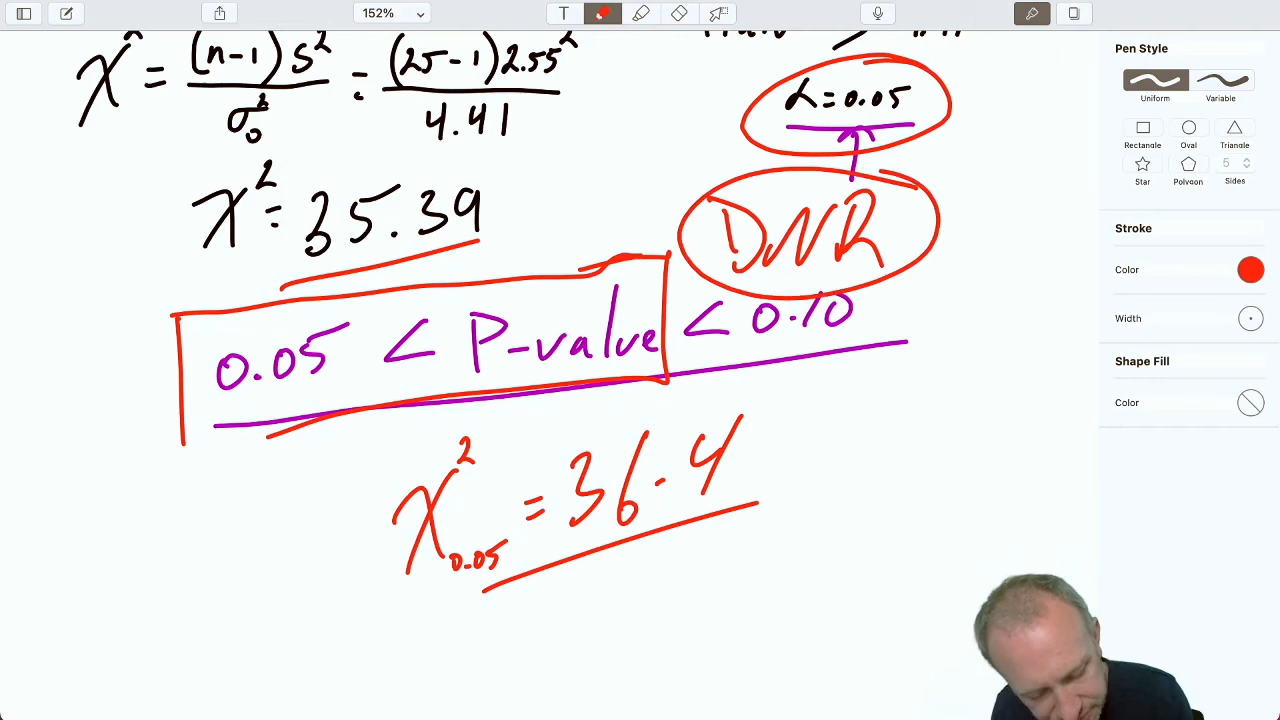 152%
T
χ² = (n-1)s² / σ₀² = (25-1)2.55² / 4.41
α=0.05
χ² = 35.39
DNR
0.05 < P-value < 0.10
χ²0.05 = 36.4
Pen Style
Uniform
Variable
Rectangle
Oval
Triangle
Star
Polygon
5
Sides
Stroke
Color
Width
Shape Fill
Color